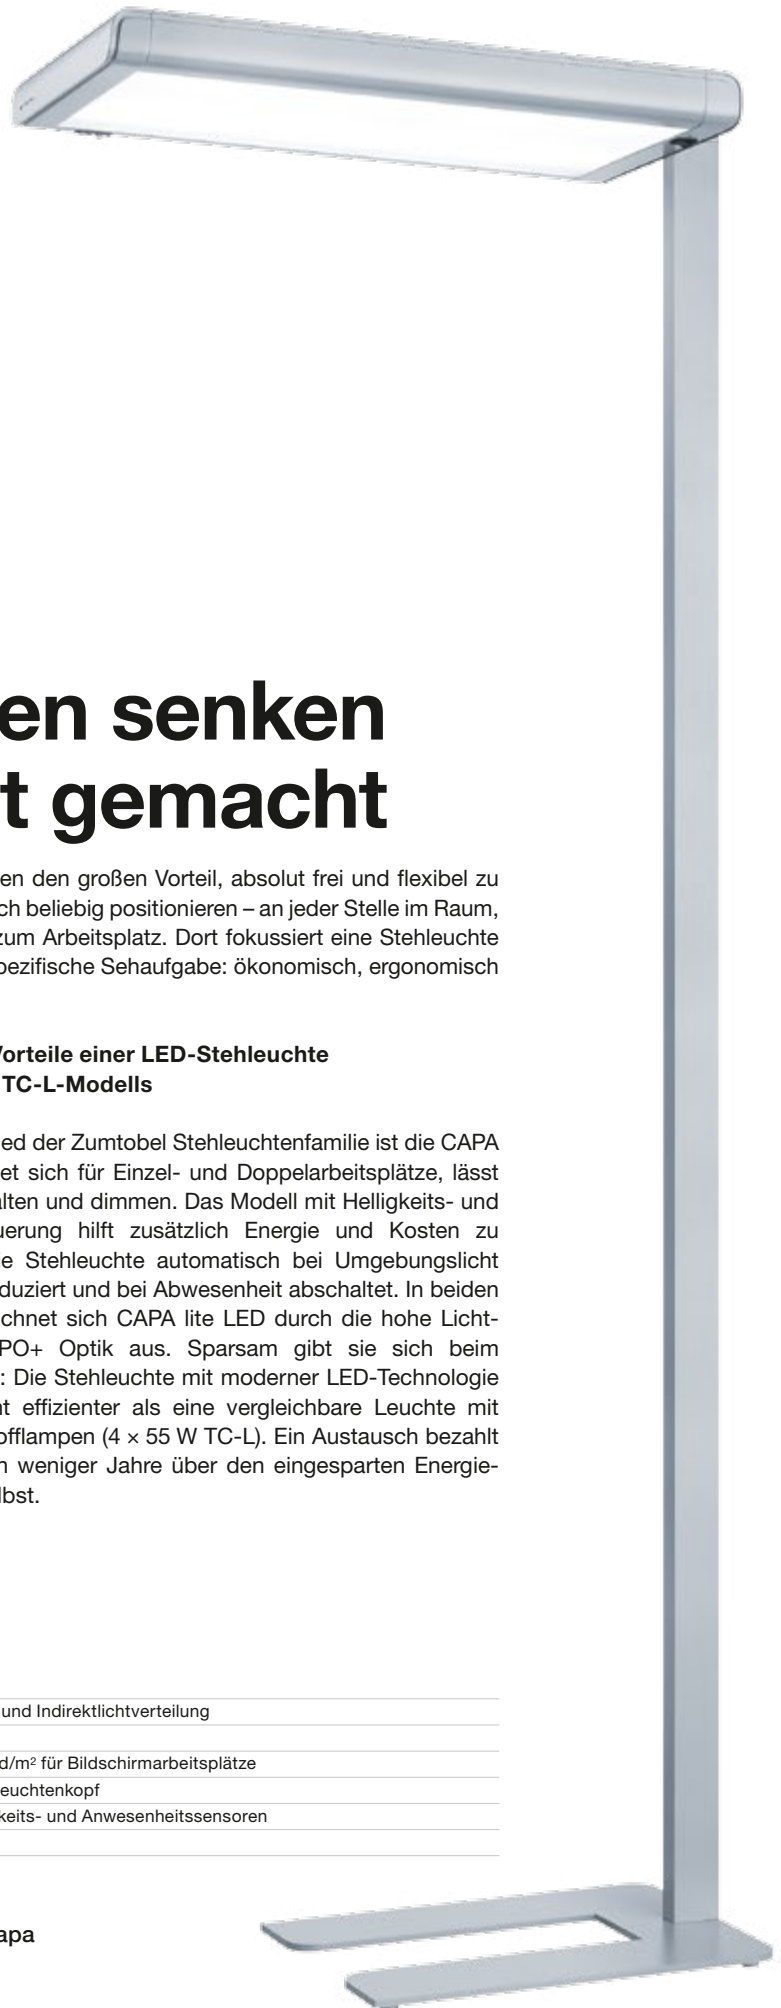 en senken
t gemacht
en den großen Vorteil, absolut frei und flexibel zu
ch beliebig positionieren – an jeder Stelle im Raum,
zum Arbeitsplatz. Dort fokussiert eine Stehleuchte
pezifische Sehaufgabe: ökonomisch, ergonomisch
Vorteile einer LED-Stehleuchte
TC-L-Modells
ed der Zumtobel Stehleuchtenfamilie ist die CAPA
et sich für Einzel- und Doppelarbeitsplätze, lässt
alten und dimmen. Das Modell mit Helligkeits- und
uerung hilft zusätzlich Energie und Kosten zu
ie Stehleuchte automatisch bei Umgebungslicht
duziert und bei Abwesenheit abschaltet. In beiden
chnet sich CAPA lite LED durch die hohe Licht-
PO+ Optik aus. Sparsam gibt sie sich beim
: Die Stehleuchte mit moderner LED-Technologie
nt effizienter als eine vergleichbare Leuchte mit
offlampen (4 × 55 W TC-L). Ein Austausch bezahlt
n weniger Jahre über den eingesparten Energie-
lbst.
und Indirektlichtverteilung
d/m² für Bildschirmarbeitsplätze
euchtenkopf
keits- und Anwesenheitssensoren
apa